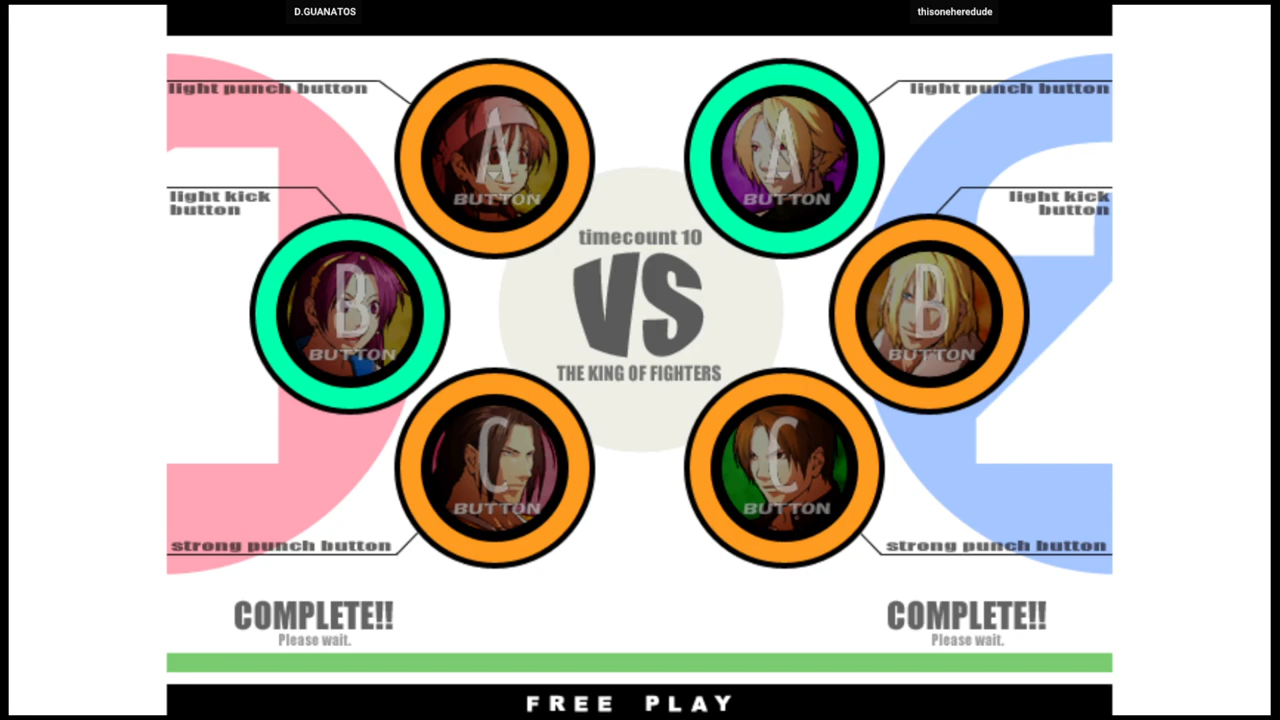 D.GUANATOS
thisoneheredude
light punch button
A
BUTTON
A
BUTTON
light punch button
light kick
button
light kick
button
timecount 10
VS
THE KING OF FIGHTERS
B
BUTTON
B
BUTTON
C
BUTTON
C
BUTTON
strong punch button
strong punch button
COMPLETE!!
Please wait.
COMPLETE!!
Please wait.
FREE PLAY